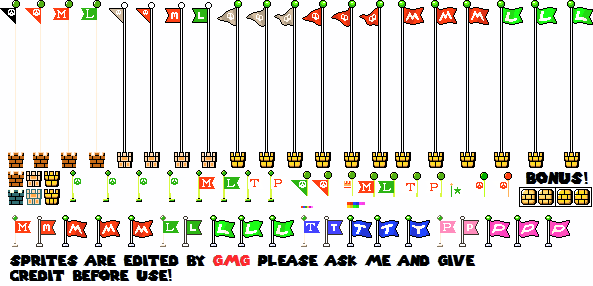 M L M L M M M L L L
BONUS!
M L T P M L T P
M M M M M L L L L L T T T T T P P P P P
SPRITES ARE EDITED BY GMG PLEASE ASK ME AND GIVE
CREDIT BEFORE USE!